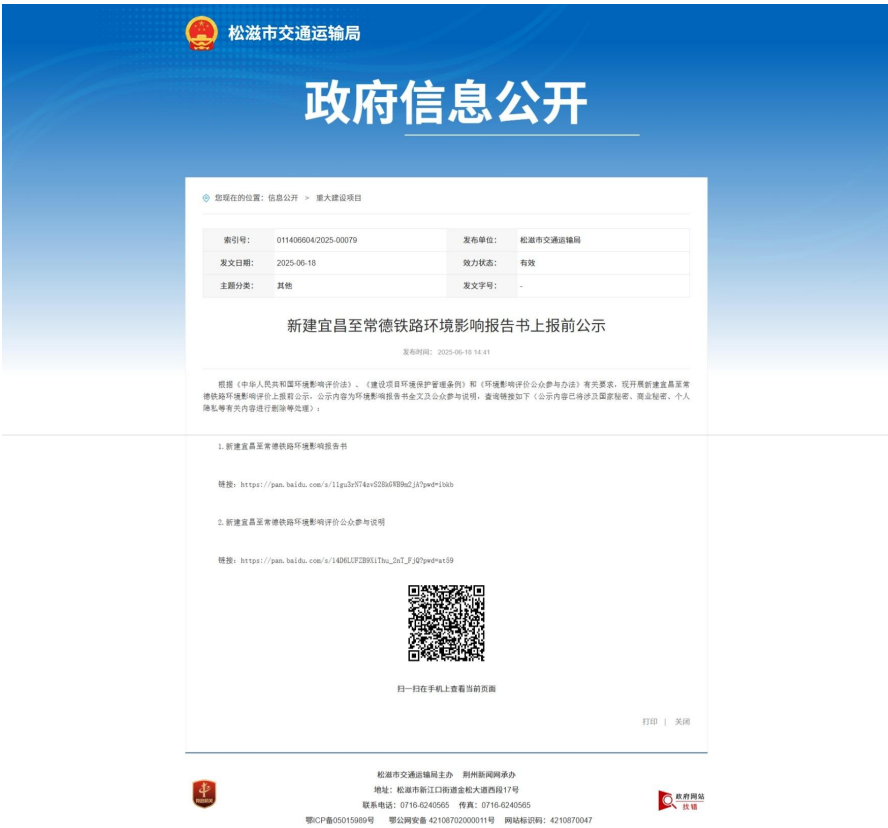 松滋市交通运输局
政府信息公开
您现在的位置：信息公开 > 重大建设项目
索引号： 011406604/2025-00079 发布单位： 松滋市交通运输局
发文日期： 2025-06-18 效力状态： 有效
主题分类： 其他 发文字号： -
新建宜昌至常德铁路环境影响报告书上报前公示
发布时间： 2025-06-18 14:41
根据《中华人民共和国环境影响评价法》、《建设项目环境保护管理条例》和《环境影响评价公众参与办法》有关要求，现开展新建宜昌至常
德铁路环境影响评价上报前公示，公示内容为环境影响报告书全文及公众参与说明，查询链接如下（公示内容已将涉及国家秘密、商业秘密、个人
隐私等有关内容进行删除等处理）：
1.新建宜昌至常德铁路环境影响报告书
链接：https://pan.baidu.com/s/11gu3rN74zvS28k6WB9m2jA?pwd=ibkb
2.新建宜昌至常德铁路环境影响评价公众参与说明
链接：https://pan.baidu.com/s/14D6LUF2B9XiThu_2nT_FjQ?pwd=at59
扫一扫在手机上查看当前页面
打印 | 关闭
松滋市交通运输局主办 荆州新闻网承办
地址：松滋市新江口街道金松大道西段17号
联系电话：0716-6240565 传真：0716-6240565
鄂ICP备05015989号 鄂公网安备 42108702000011号 网站标识码：4210870047
政府网站
找错